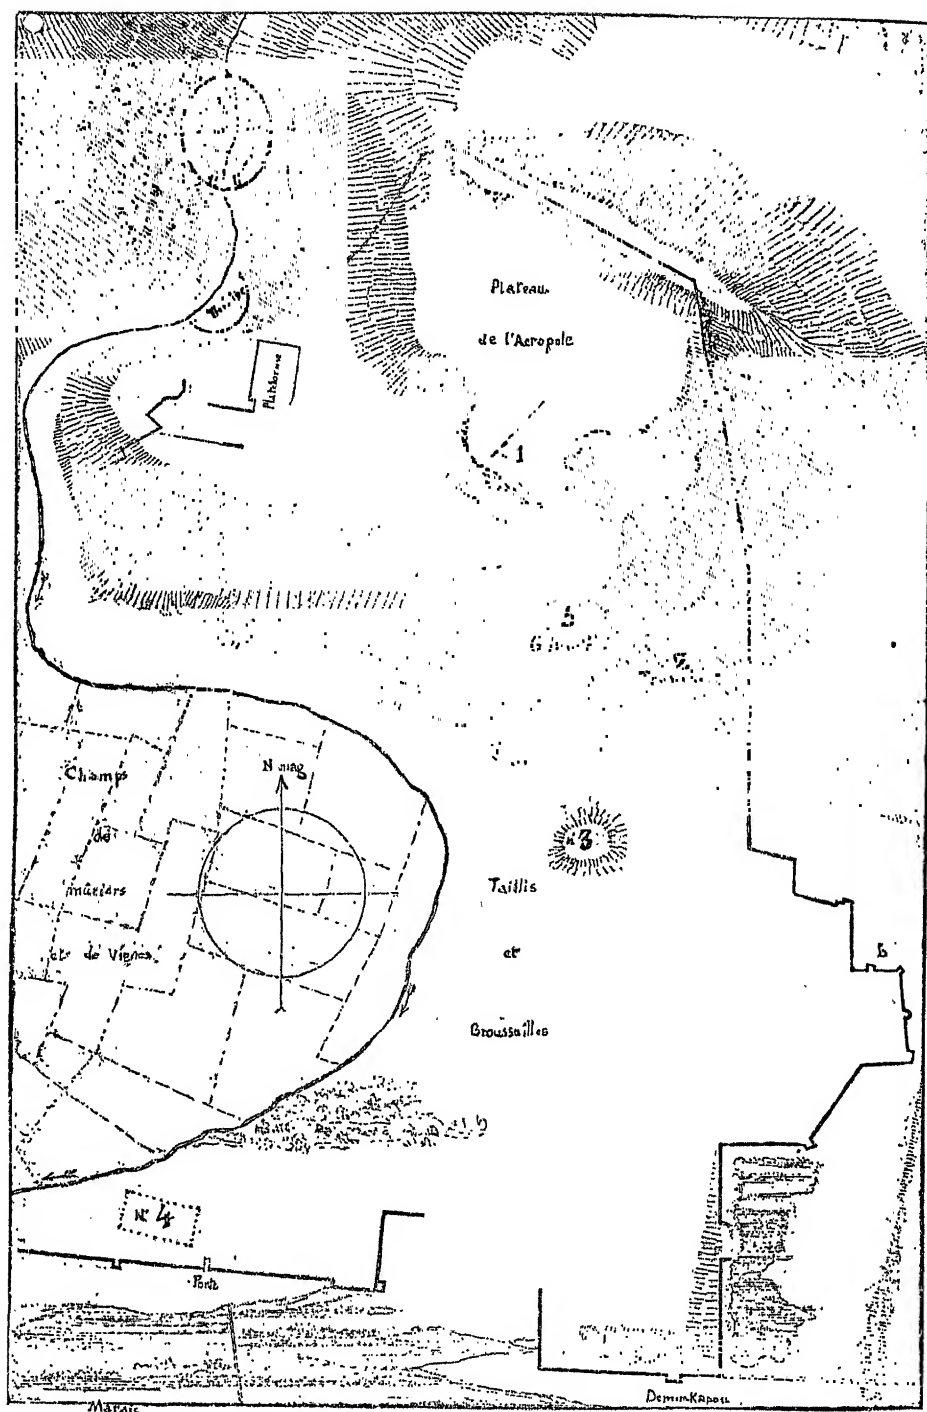 Plateau
de l'Acropole
Plateforme
1
5
2
Champs
de
mûriers
et de Vignes
N mag
3
Taillis
et
Broussailles
b
N° 4
Porte
Demir Kapou
Marais